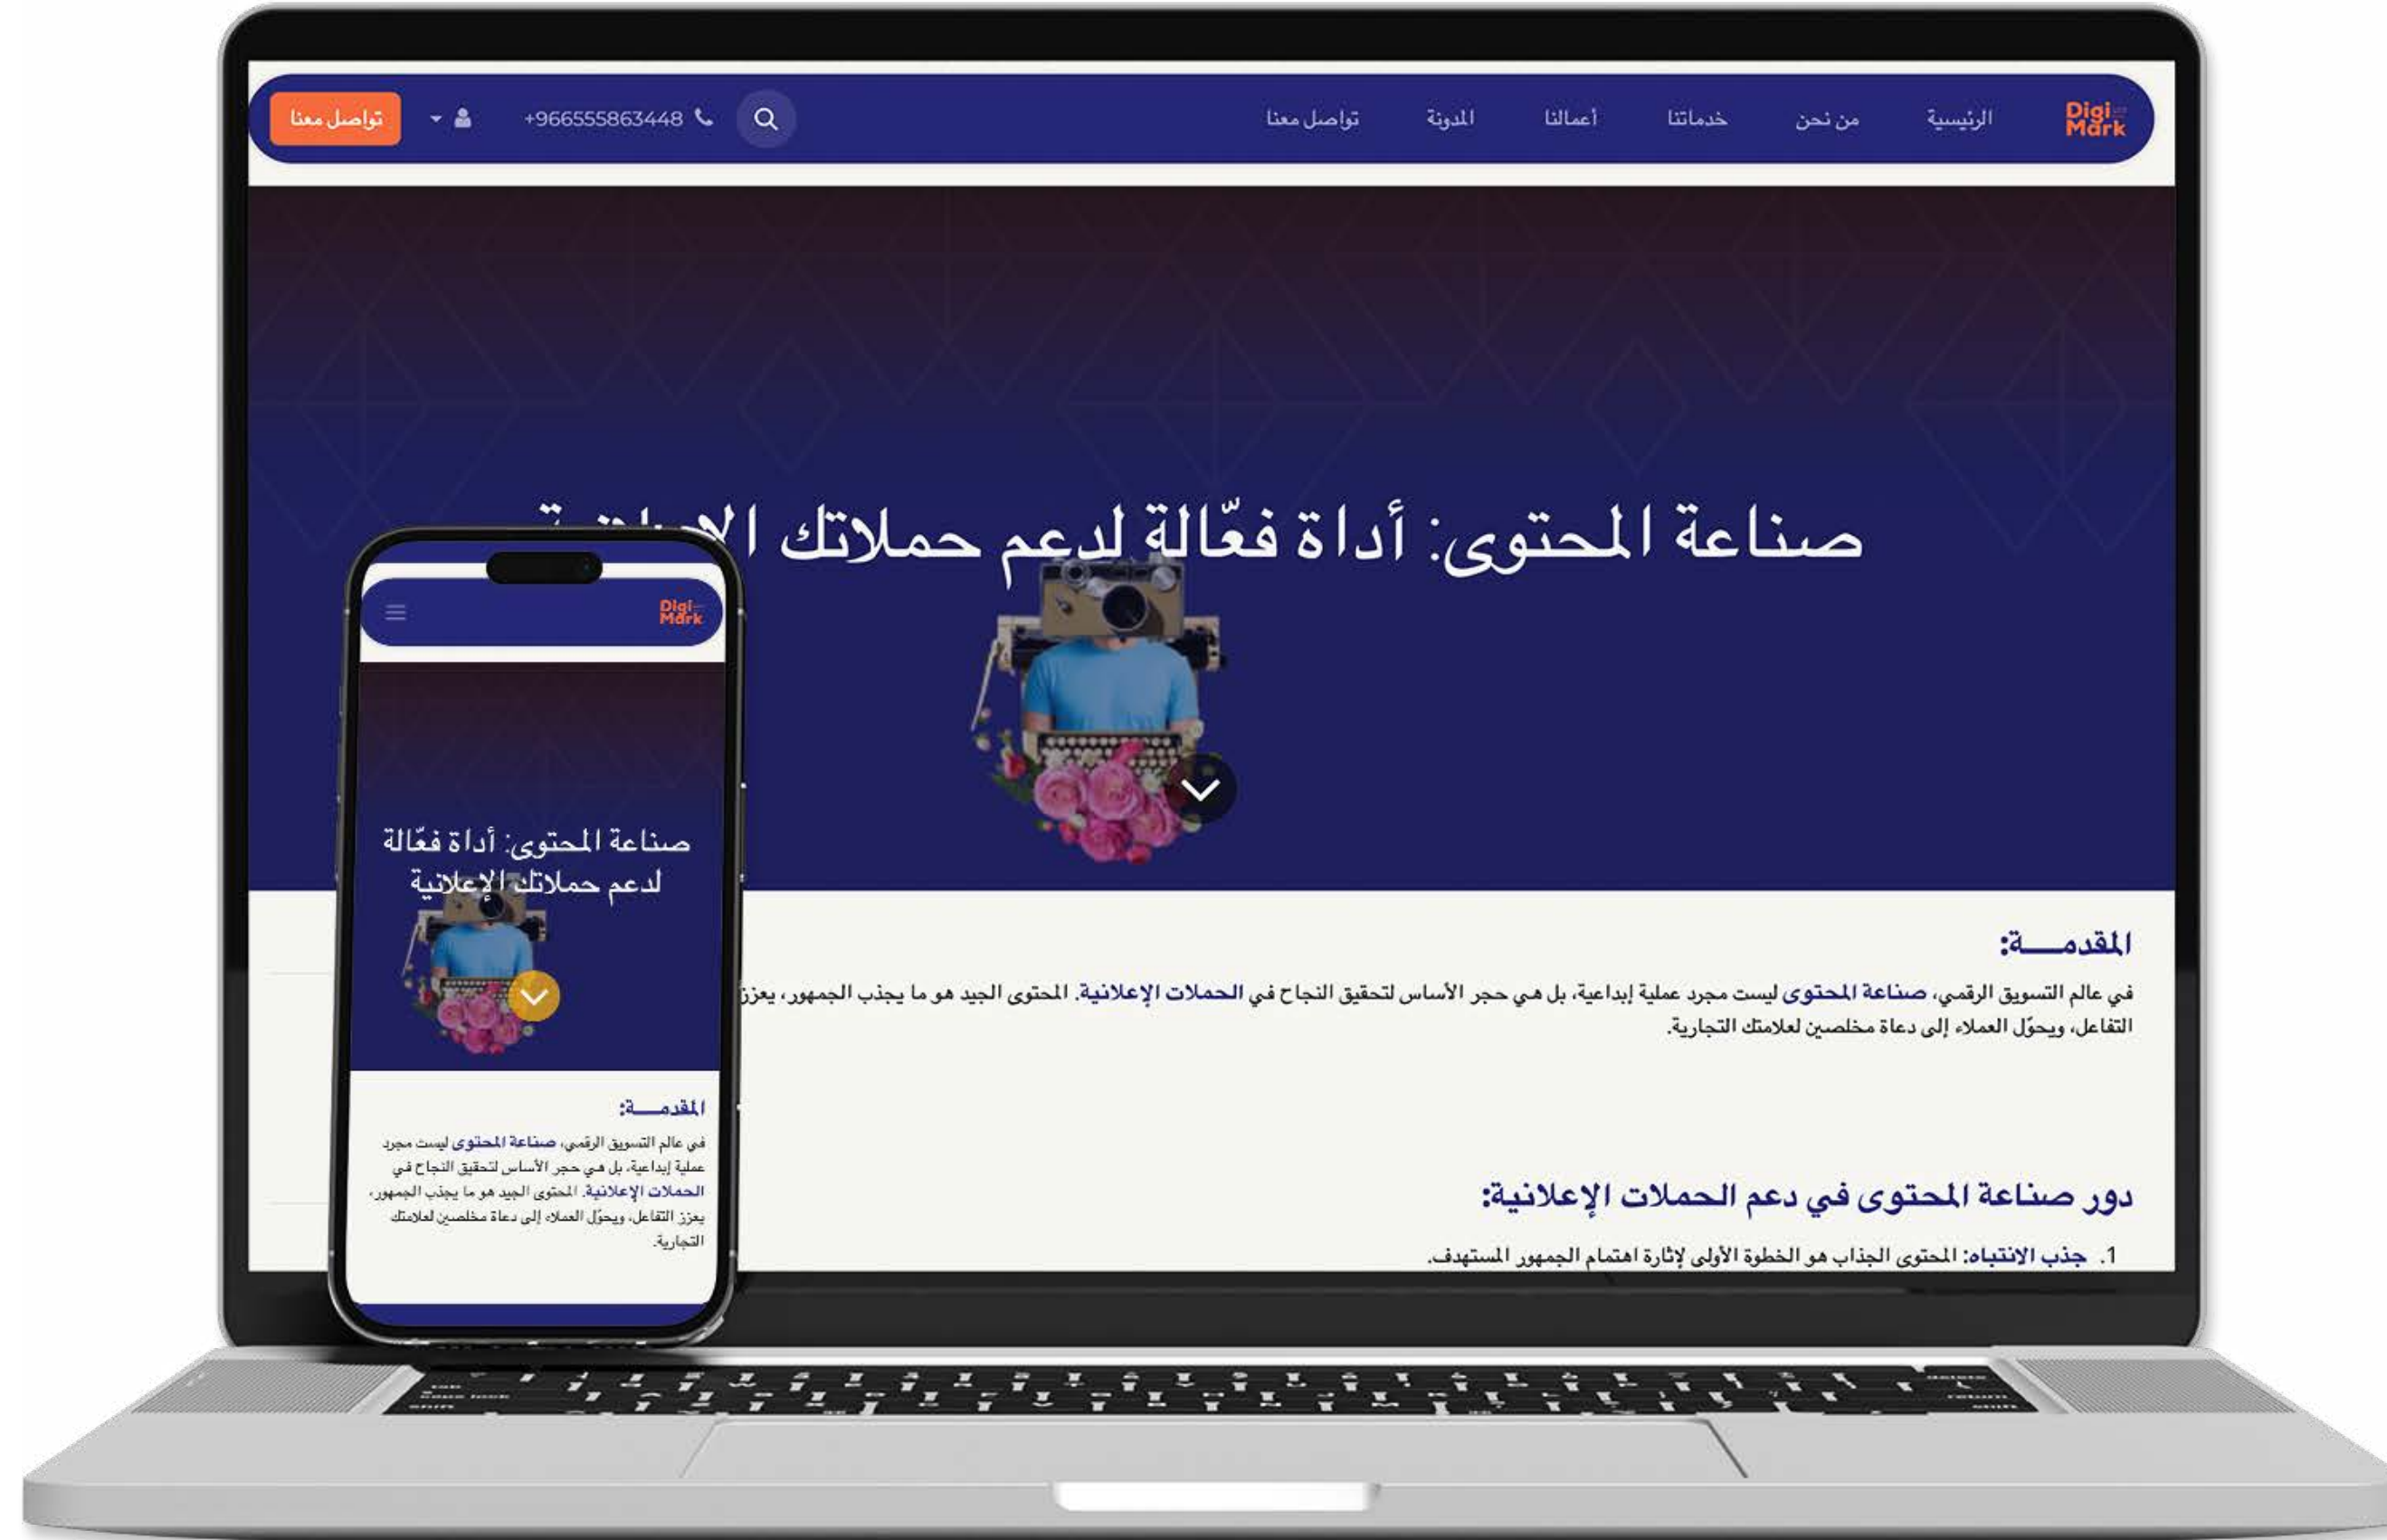 Digi
Mark
الرئيسية
من نحن
خدماتنا
أعمالنا
المدونة
تواصل معنا
+966555863448
تواصل معنا
صناعة المحتوى: أداة فعّالة لدعم حملاتك
المقدمـــة:
في عالم التسويق الرقمي، صناعة المحتوى ليست مجرد عملية إبداعية، بل هي حجر الأساس لتحقيق النجاح في الحملات الإعلانية. المحتوى الجيد هو ما يجذب الجمهور، يعزز
التفاعل، ويحوّل العملاء إلى دعاة مخلصين لعلامتك التجارية.
دور صناعة المحتوى في دعم الحملات الإعلانية:
1. جذب الانتباه: المحتوى الجذاب هو الخطوة الأولى لإثارة اهتمام الجمهور المستهدف.
Digi
Mark
صناعة المحتوى: أداة فعّالة
لدعم حملاتك الإعلانية
المقدمـــة:
في عالم التسويق الرقمي، صناعة المحتوى ليست مجرد
عملية إبداعية، بل هي حجر الأساس لتحقيق النجاح في
الحملات الإعلانية. المحتوى الجيد هو ما يجذب الجمهور،
يعزز التفاعل، ويحوّل العملاء إلى دعاة مخلصين لعلامتك
التجارية.